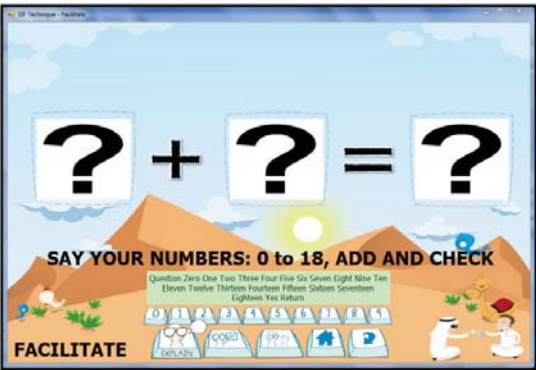 EIF Technique - Facilitate
? + ? = ?
SAY YOUR NUMBERS: 0 to 18, ADD AND CHECK
Question Zero One Two Three Four Five Six Seven Eight Nine Ten
Eleven Twelve Thirteen Fourteen Fifteen Sixteen Seventeen
Eighteen Yes Return
0 1 2 3 4 5 6 7 8 9
EXPLAIN ?
FACILITATE